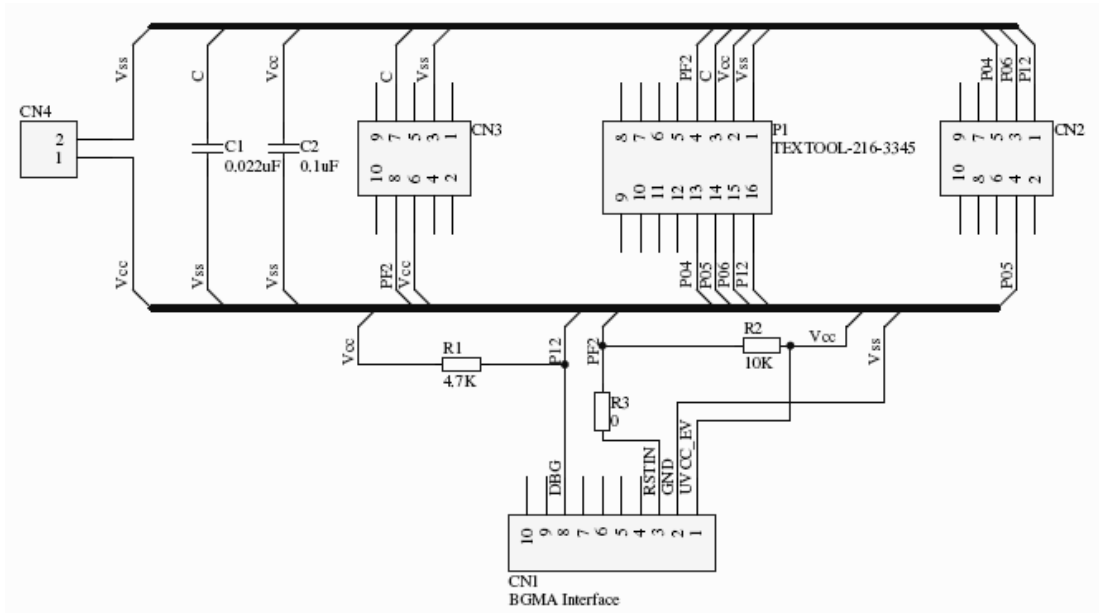 Vss
C
Vcc
C
Vss
PF2
C
Vcc
Vss
P04
P06
P12
CN4
2
1
C1
0.022uF
C2
0.1uF
9
7
5
3
1
10
8
6
4
2
CN3
8
7
6
5
4
3
2
1
9
10
11
12
13
14
15
16
P1
TEXTOOL-216-3345
9
7
5
3
1
10
8
6
4
2
CN2
Vcc
Vss
Vss
PF2
Vcc
P04
P05
P06
P12
P05
Vcc
R1
4.7K
P12
PF2
R2
10K
Vcc
Vss
R3
0
DBG
RSTIN
GND
UVCC_EV
10
9
8
7
6
5
4
3
2
1
CN1
BGMA Interface